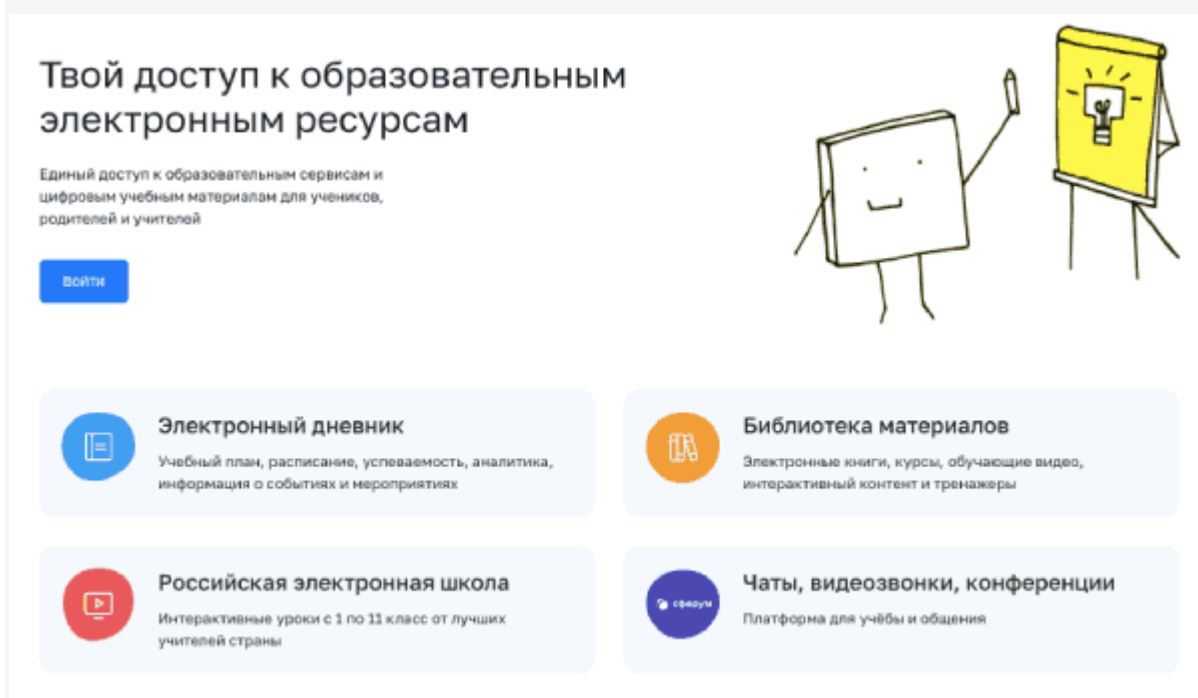 Твой доступ к образовательным
электронным ресурсам
Единый доступ к образовательным сервисам и
цифровым учебным материалам для учеников,
родителей и учителей
Войти
Электронный дневник
Учебный план, расписание, успеваемость, аналитика,
информация о событиях и мероприятиях
Библиотека материалов
Электронные книги, курсы, обучающие видео,
интерактивный контент и тренажеры
Российская электронная школа
Интерактивные уроки с 1 по 11 класс от лучших
учителей страны
сферум
Чаты, видеозвонки, конференции
Платформа для учёбы и общения